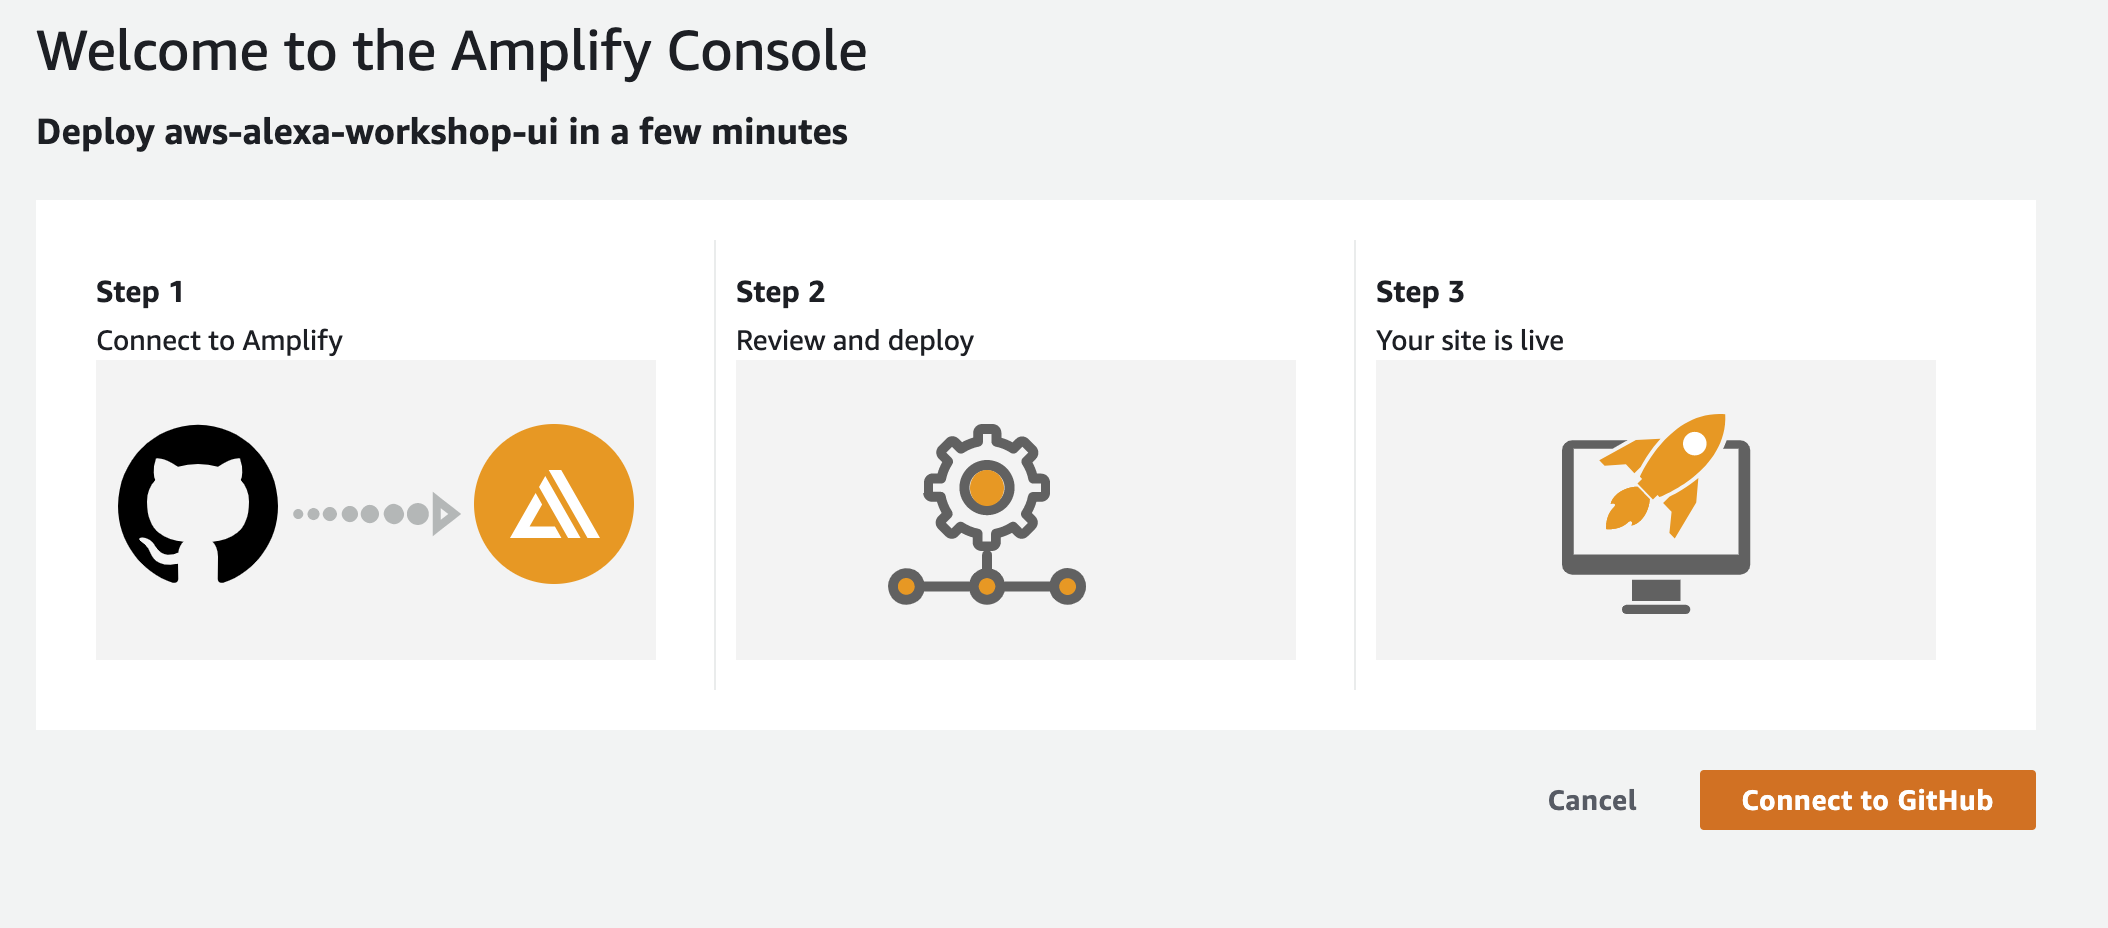 Welcome to the Amplify Console
Deploy aws-alexa-workshop-ui in a few minutes
Step 1
Connect to Amplify
Step 2
Review and deploy
Step 3
Your site is live
Cancel
Connect to GitHub